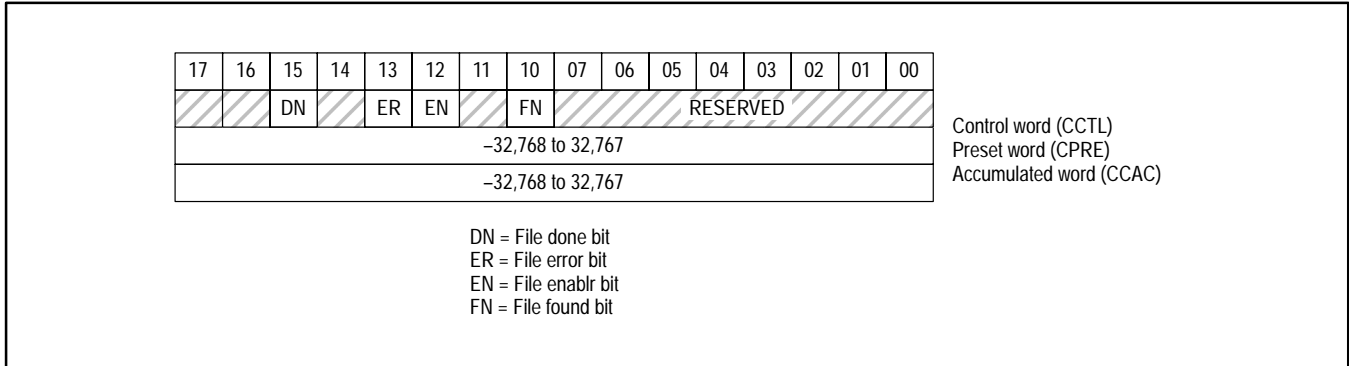 17 16 15 14 13 12 11 10 07 06 05 04 03 02 01 00
DN ER EN FN RESERVED
Control word (CCTL)
–32,768 to 32,767
Preset word (CPRE)
–32,768 to 32,767
Accumulated word (CCAC)
DN = File done bit
ER = File error bit
EN = File enablr bit
FN = File found bit